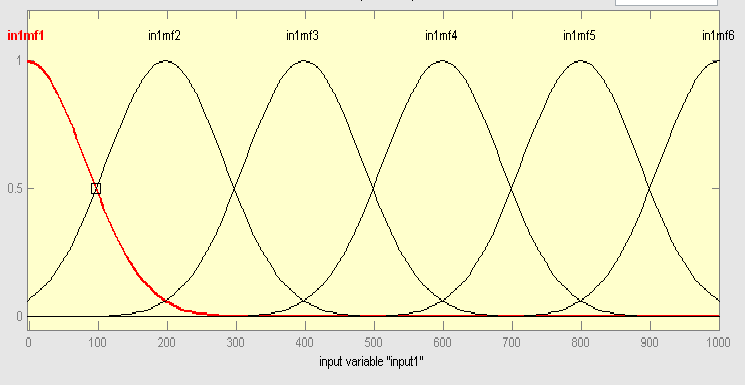 in1mf1 in1mf2 in1mf3 in1mf4 in1mf5 in1mf6
1
0.5
0
0 100 200 300 400 500 600 700 800 900 1000
input variable "input1"